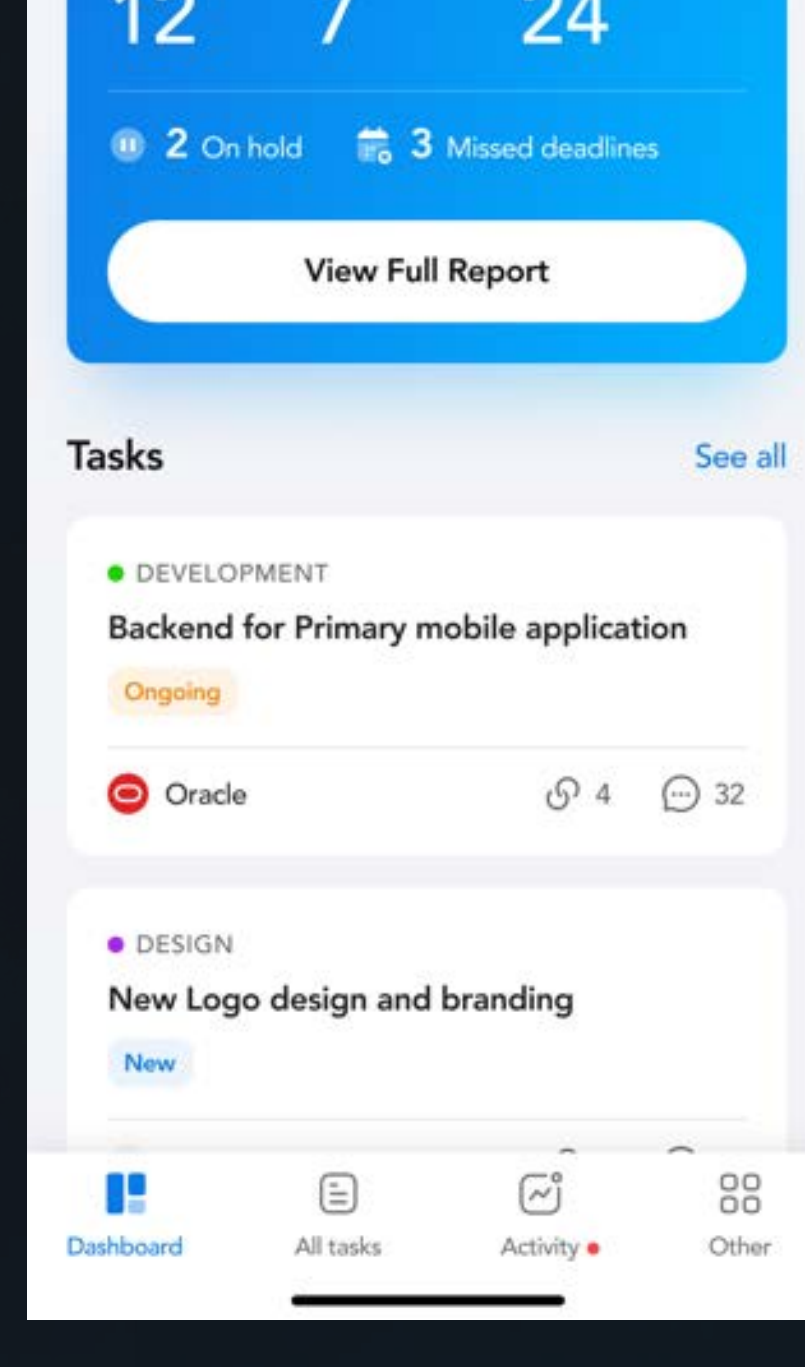 12 7 24
2 On hold 3 Missed deadlines
View Full Report
Tasks See all
DEVELOPMENT
Backend for Primary mobile application
Ongoing
Oracle 4 32
DESIGN
New Logo design and branding
New
Dashboard All tasks Activity Other